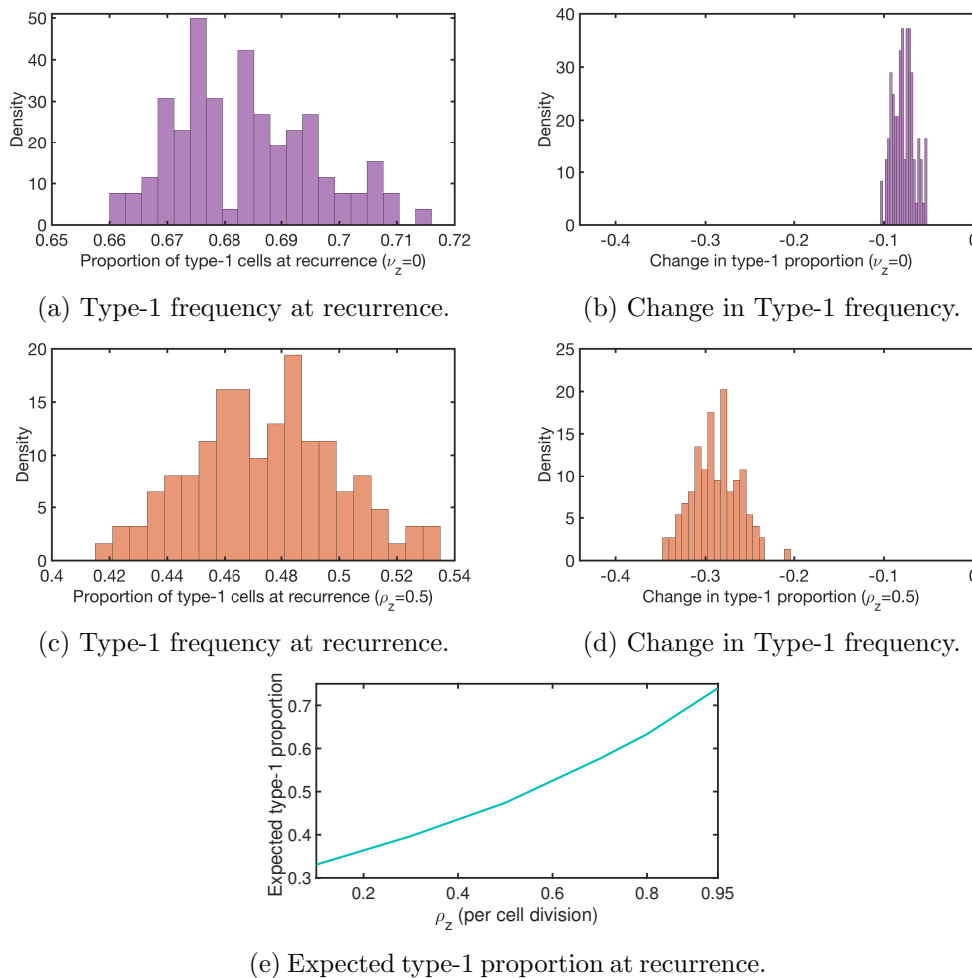 50
40
30
20
10
0
Density
0.65 0.66 0.67 0.68 0.69 0.7 0.71 0.72
Proportion of type-1 cells at recurrence (ν_z=0)
(a) Type-1 frequency at recurrence.
50
40
30
20
10
0
Density
-0.4 -0.3 -0.2 -0.1 0
Change in type-1 proportion (ν_z=0)
(b) Change in Type-1 frequency.
20
15
10
5
0
Density
0.4 0.42 0.44 0.46 0.48 0.5 0.52 0.54
Proportion of type-1 cells at recurrence (ρ_z=0.5)
(c) Type-1 frequency at recurrence.
25
20
15
10
5
0
Density
-0.4 -0.3 -0.2 -0.1 0
Change in type-1 proportion (ρ_z=0.5)
(d) Change in Type-1 frequency.
0.7
0.6
0.5
0.4
0.3
Expected type-1 proportion
0.2 0.4 0.6 0.8 0.95
ρ_z (per cell division)
(e) Expected type-1 proportion at recurrence.